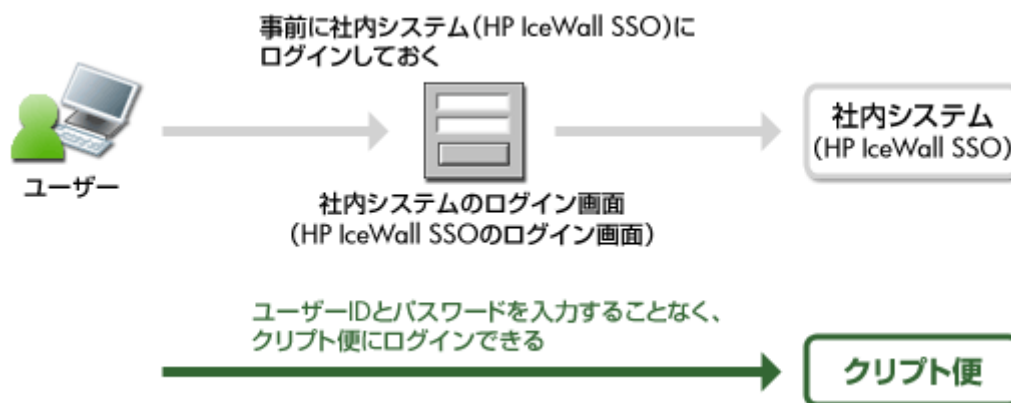 事前に社内システム(HP IceWall SSO)に
ログインしておく
ユーザー
社内システムのログイン画面
(HP IceWall SSOのログイン画面)
社内システム
(HP IceWall SSO)
ユーザーIDとパスワードを入力することなく、
クリプト便にログインできる
クリプト便